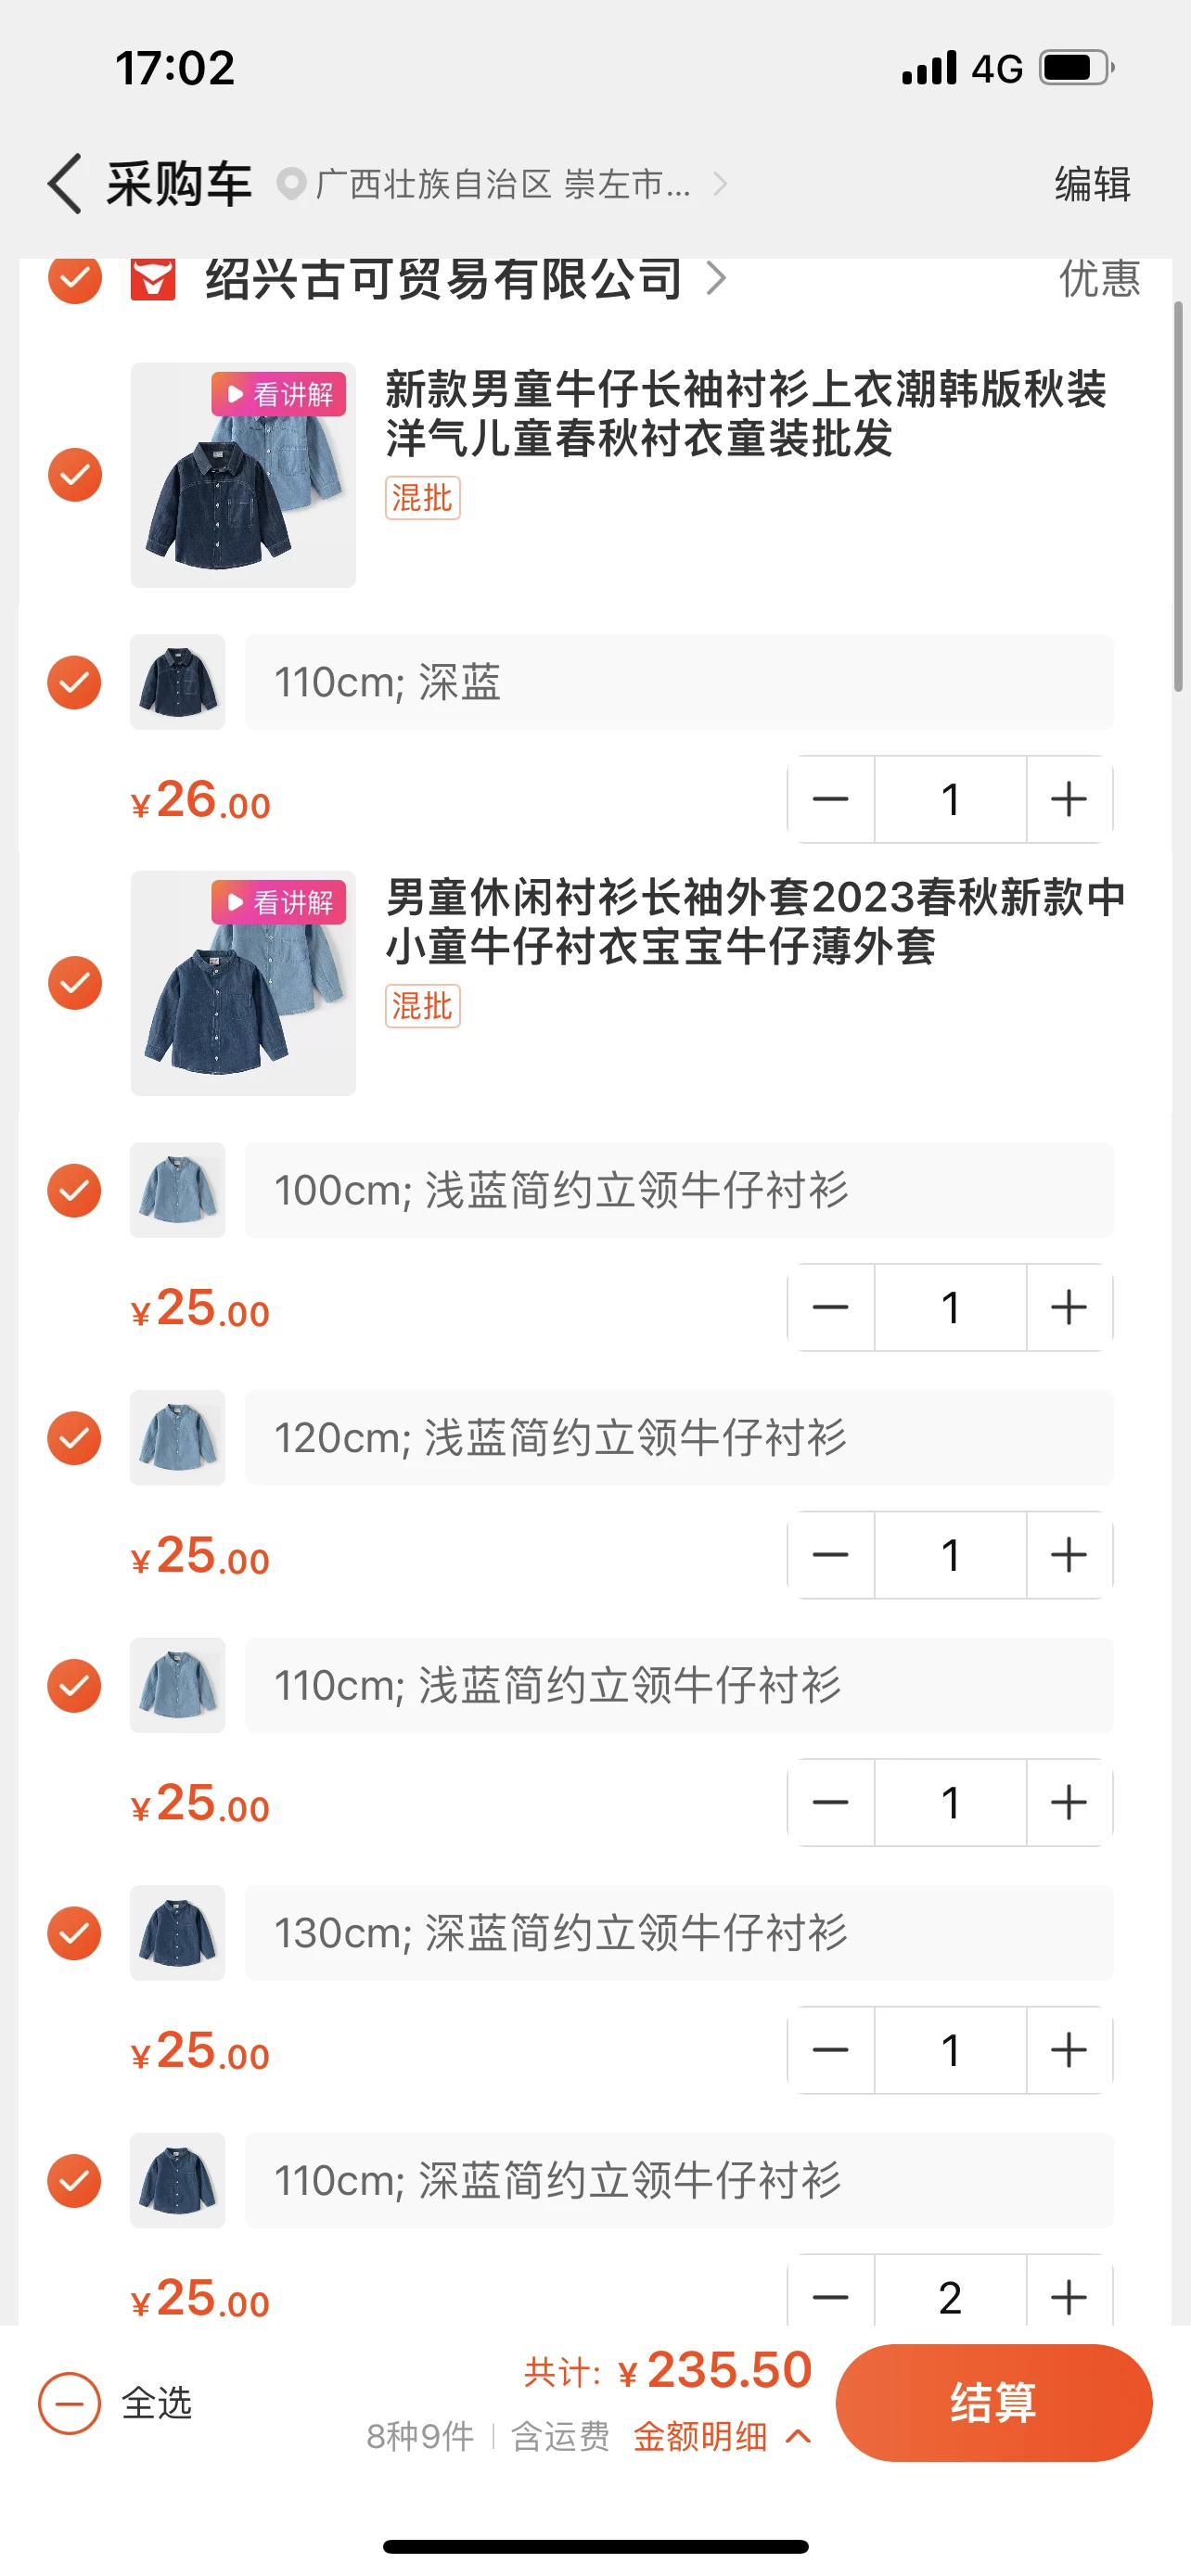 17:02
4G
采购车 广西壮族自治区 崇左市... 编辑
绍兴古可贸易有限公司 优惠
看讲解
新款男童牛仔长袖衬衫上衣潮韩版秋装
洋气儿童春秋衬衣童装批发
混批
110cm; 深蓝
¥26.00 1
看讲解
男童休闲衬衫长袖外套2023春秋新款中
小童牛仔衬衣宝宝牛仔薄外套
混批
100cm; 浅蓝简约立领牛仔衬衫
¥25.00 1
120cm; 浅蓝简约立领牛仔衬衫
¥25.00 1
110cm; 浅蓝简约立领牛仔衬衫
¥25.00 1
130cm; 深蓝简约立领牛仔衬衫
¥25.00 1
110cm; 深蓝简约立领牛仔衬衫
¥25.00 2
全选
共计: ¥235.50
8种9件 含运费 金额明细
结算